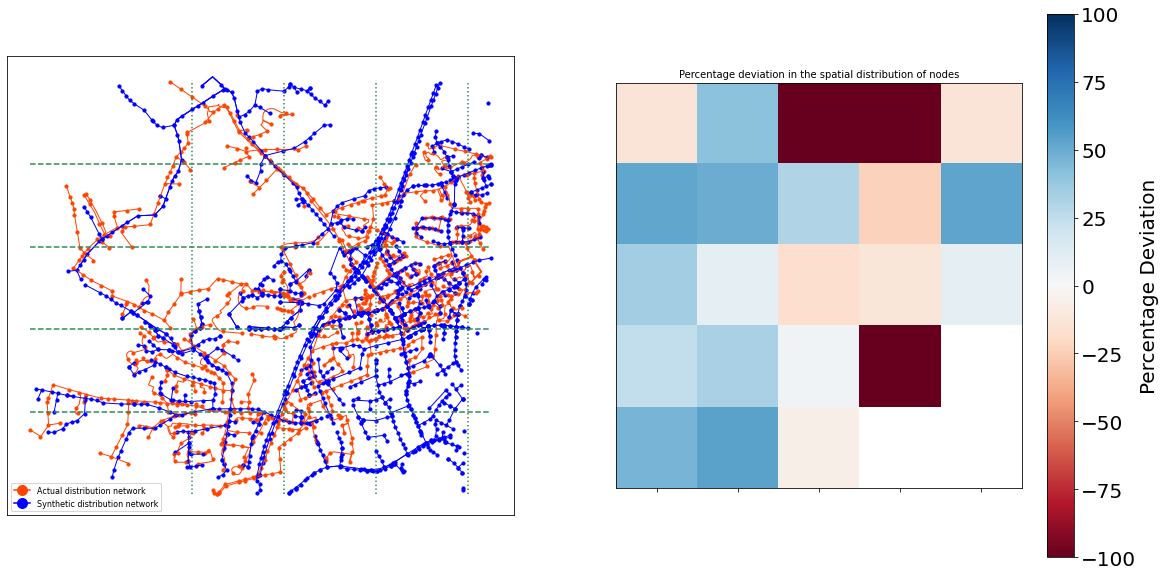 Actual distribution network
Synthetic distribution network
Percentage deviation in the spatial distribution of nodes
100
75
50
25
0
−25
−50
−75
−100
Percentage Deviation